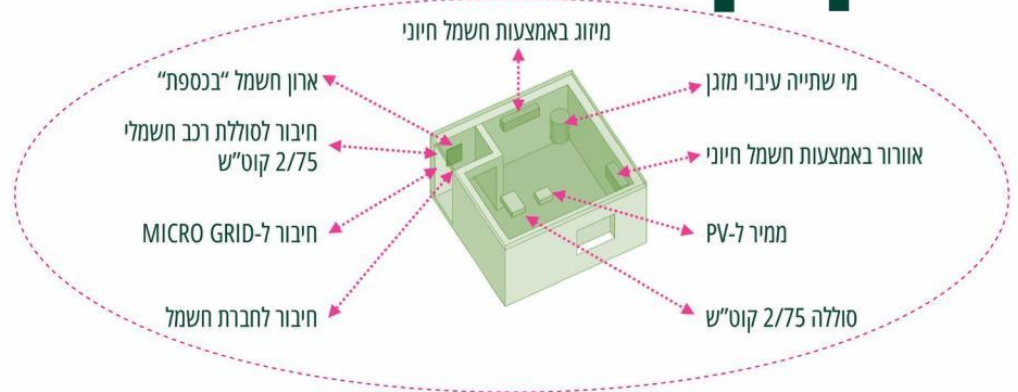 מיזוג באמצעות חשמל חיוני
מי שתייה עיבוי מזגן
ארון חשמל "בכספת"
חיבור לסוללת רכב חשמלי
2/75 קוט"ש
אוורור באמצעות חשמל חיוני
ממיר ל-PV
חיבור ל-MICRO GRID
סוללה 2/75 קוט"ש
חיבור לחברת חשמל